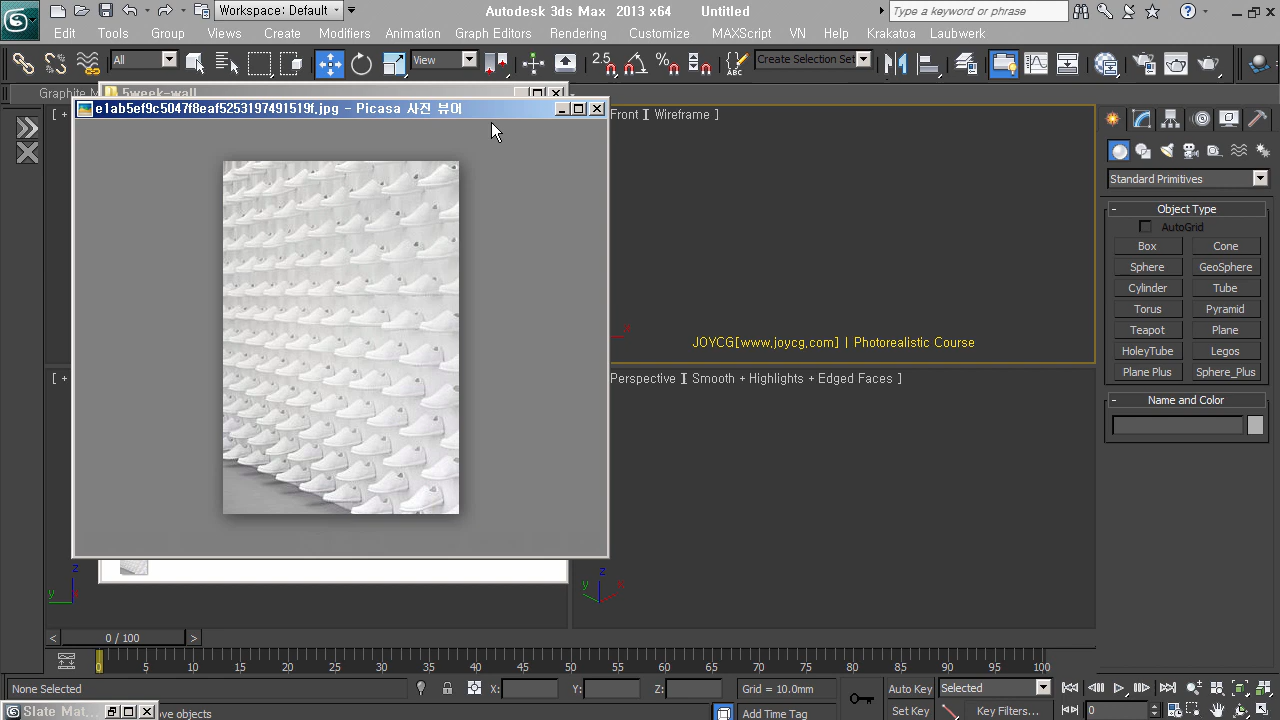 Workspace: Default
Autodesk 3ds Max 2013 x64 Untitled
Type a keyword or phrase
Edit Tools Group Views Create Modifiers Animation Graph Editors Rendering Customize MAXScript VN Help Krakatoa Laubwerk
All
View
2.5
Create Selection Set
Graphite M
5week-wall
e1ab5ef9c5047f8eaf5253197491519f.jpg - Picasa 사진 뷰어
[ +
Front ] Wireframe ]
Standard Primitives
- Object Type
AutoGrid
Box Cone
Sphere GeoSphere
Cylinder Tube
Torus Pyramid
Teapot Plane
HoleyTube Legos
Plane Plus Sphere_Plus
- Name and Color
JOYCG[www.joycg.com] | Photorealistic Course
[ +
Perspective ] Smooth + Highlights + Edged Faces ]
z
y
z
y
x
< 0 / 100 >
0 5 10 15 20 25 30 35 40 45 50 55 60 65 70 75 80 85 90 95 100
None Selected
X: Y: Z:
Grid = 10.0mm
Auto Key
Selected
Slate Mat...
ove objects
Add Time Tag
Set Key
Key Filters...
0